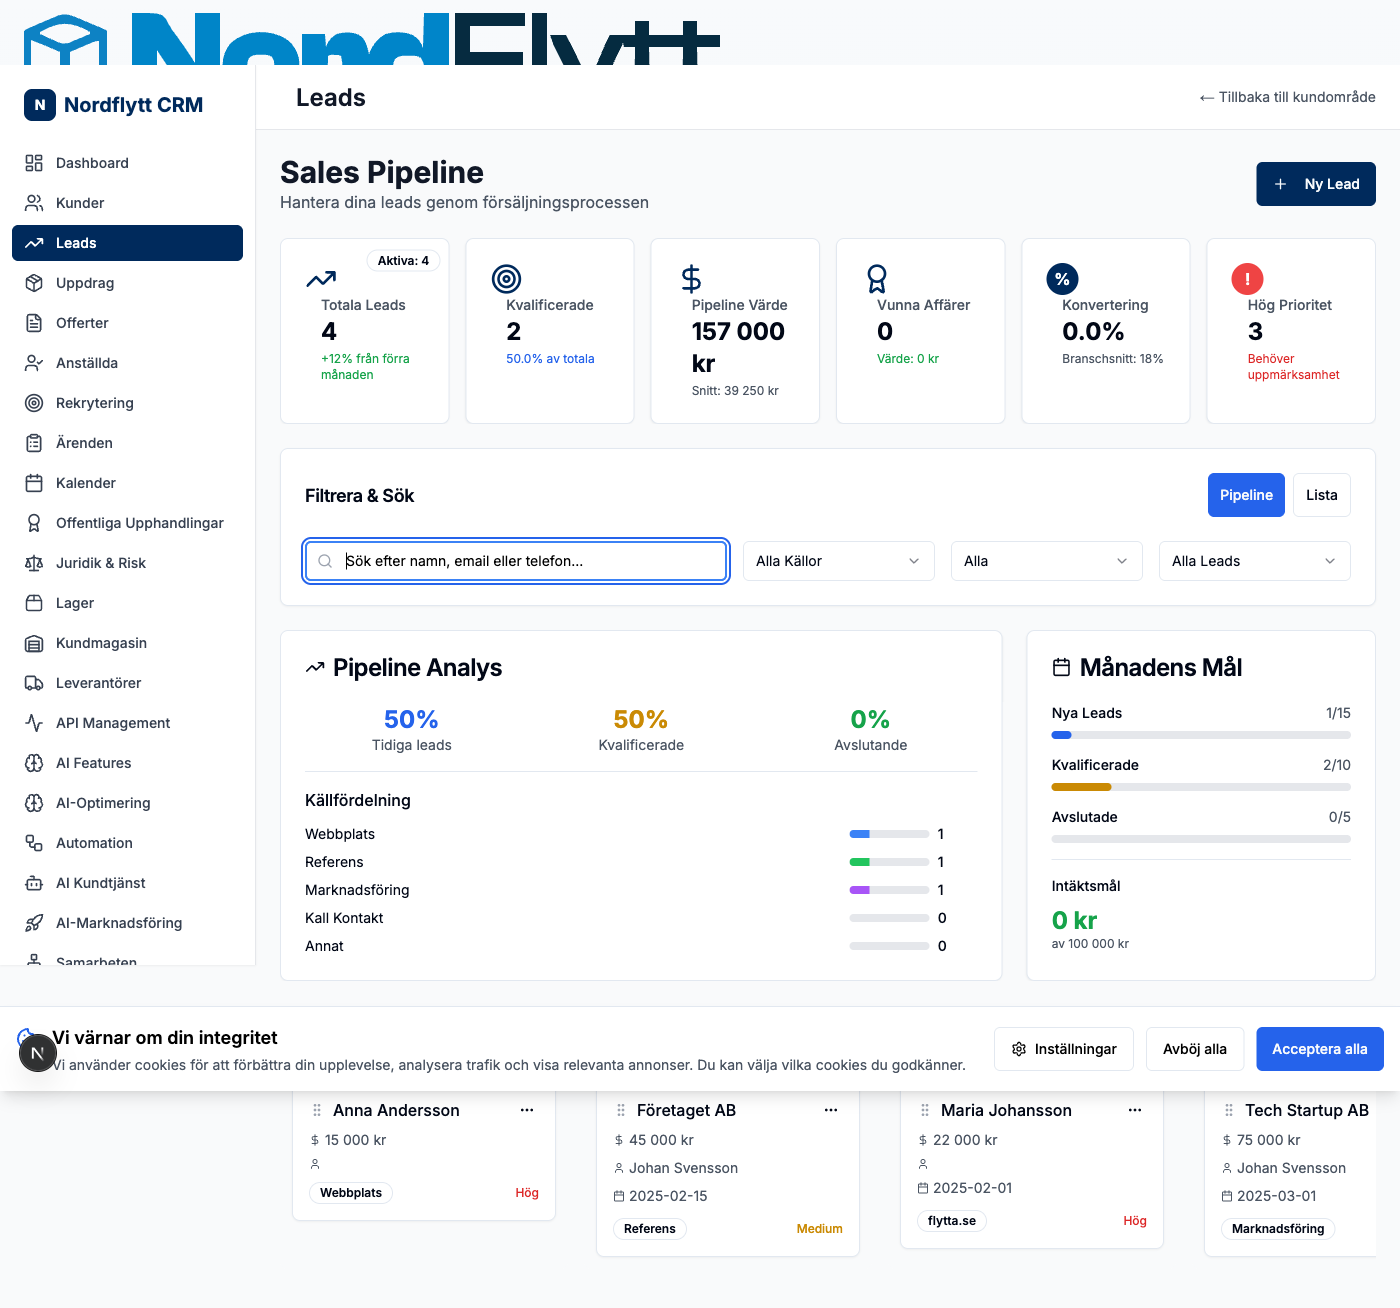 NordFlytt
N
Nordflytt CRM
Dashboard
Kunder
Leads
Uppdrag
Offerter
Anställda
Rekrytering
Ärenden
Kalender
Offentliga Upphandlingar
Juridik & Risk
Lager
Kundmagasin
Leverantörer
API Management
AI Features
AI-Optimering
Automation
AI Kundtjänst
AI-Marknadsföring
Samarbeten
Leads
← Tillbaka till kundområde
Sales Pipeline
Hantera dina leads genom försäljningsprocessen
+ Ny Lead
Aktiva: 4
Totala Leads
4
+12% från förra
månaden
Kvalificerade
2
50.0% av totala
Pipeline Värde
157 000
kr
Snitt: 39 250 kr
Vunna Affärer
0
Värde: 0 kr
%
Konvertering
0.0%
Branschsnitt: 18%
!
Hög Prioritet
3
Behöver
uppmärksamhet
Filtrera & Sök
Pipeline
Lista
Sök efter namn, email eller telefon...
Alla Källor
Alla
Alla Leads
Pipeline Analys
50%
Tidiga leads
50%
Kvalificerade
0%
Avslutande
Källfördelning
Webbplats 1
Referens 1
Marknadsföring 1
Kall Kontakt 0
Annat 0
Månadens Mål
Nya Leads 1/15
Kvalificerade 2/10
Avslutade 0/5
Intäktsmål
0 kr
av 100 000 kr
N
Vi värnar om din integritet
Vi använder cookies för att förbättra din upplevelse, analysera trafik och visa relevanta annonser. Du kan välja vilka cookies du godkänner.
Inställningar
Avböj alla
Acceptera alla
Anna Andersson ...
$ 15 000 kr
Webbplats Hög
Företaget AB ...
$ 45 000 kr
Johan Svensson
2025-02-15
Referens Medium
Maria Johansson ...
$ 22 000 kr
2025-02-01
flytta.se Hög
Tech Startup AB
$ 75 000 kr
Johan Svensson
2025-03-01
Marknadsföring